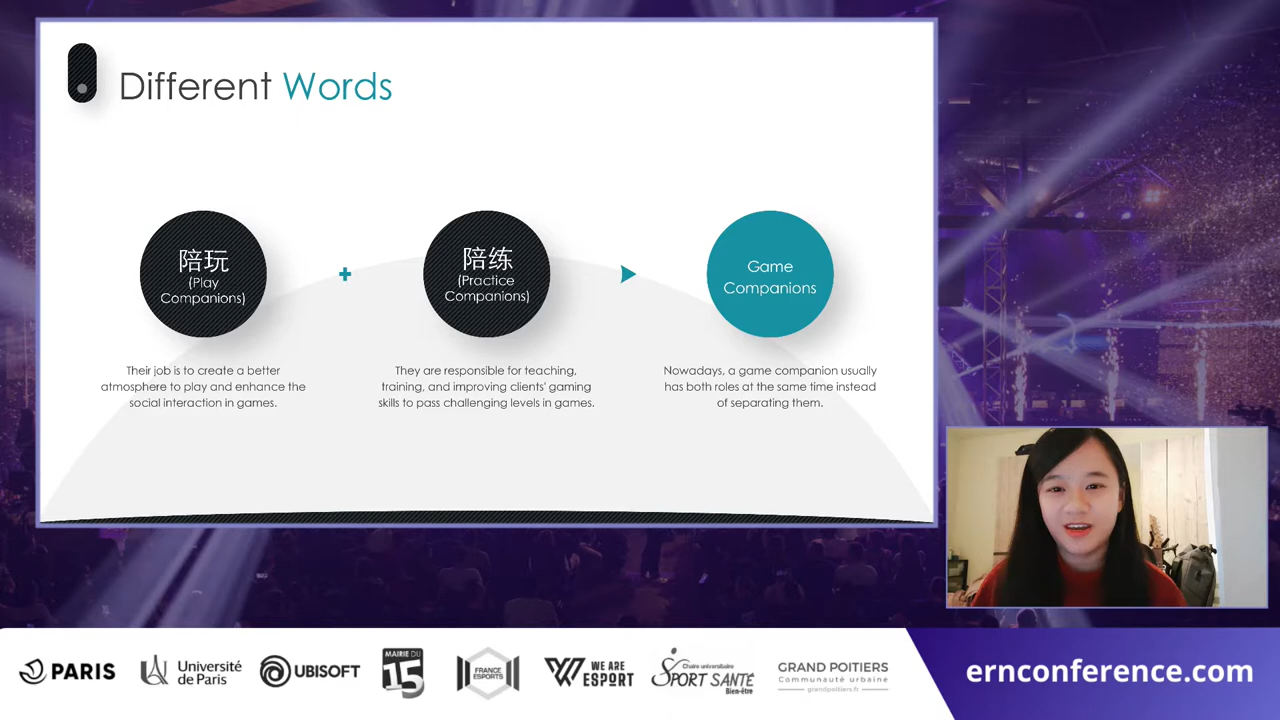 Different Words
陪玩
(Play
Companions)
陪练
(Practice
Companions)
Game
Companions
Their job is to create a better
atmosphere to play and enhance the
social interaction in games.
They are responsible for teaching,
training, and improving clients' gaming
skills to pass challenging levels in games.
Nowadays, a game companion usually
has both roles at the same time instead
of separating them.
PARIS
Université
de Paris
UBISOFT
MAIRIE DU
15
FRANCE
ESPORTS
WE ARE
ESPORT
Chaire universitaire
SPORT SANTÉ
Bien-être
GRAND POITIERS
Communauté urbaine
grandpoitiers.fr
ernconference.com